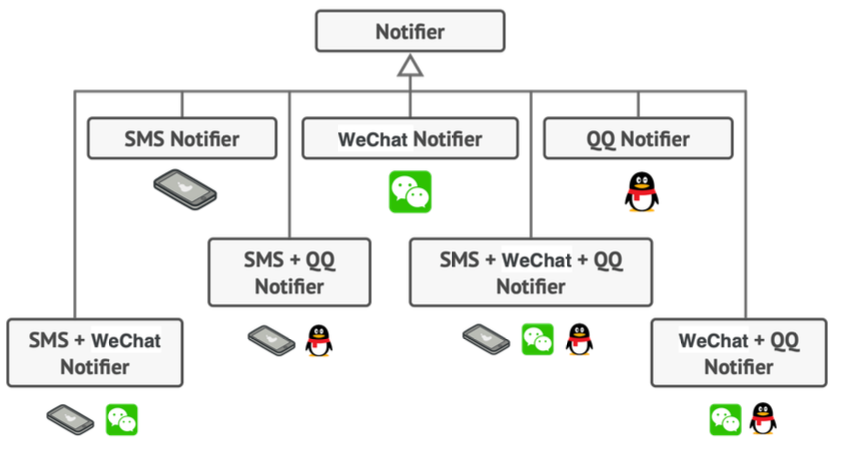 Notifier
SMS Notifier
WeChat Notifier
QQ Notifier
SMS + QQ
Notifier
SMS + WeChat + QQ
Notifier
SMS + WeChat
Notifier
WeChat + QQ
Notifier